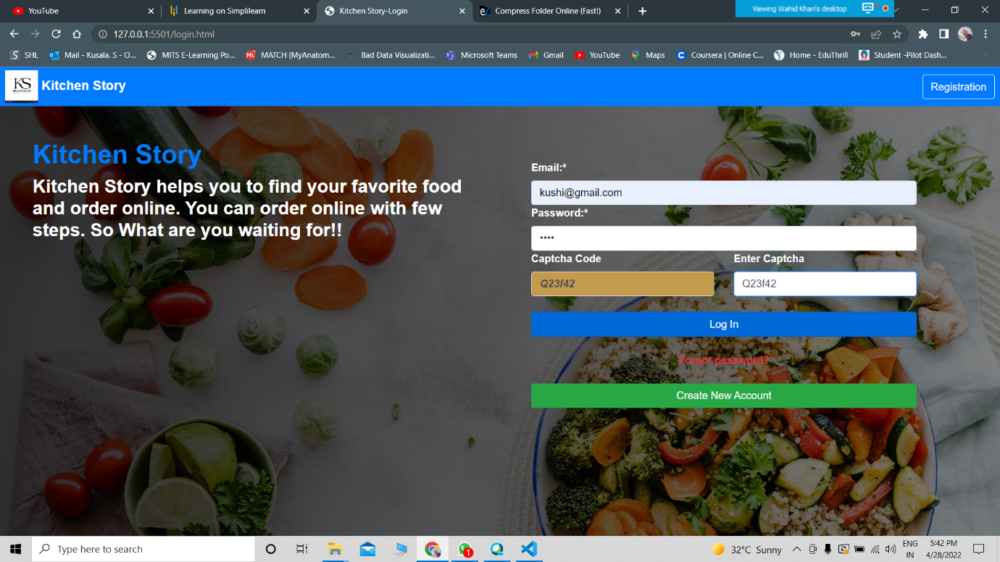 YouTube
Learning on Simplilearn
Kitchen Story-Login
Compress Folder Online (Fast!)
Viewing Wahid Khan's desktop
127.0.0.1:5501/login.html
SHL
Mail - Kusala. S - O...
MITS E-Learning Po...
MATCH (MyAnatom...
Bad Data Visualizati...
Microsoft Teams
Gmail
YouTube
Maps
Coursera | Online C...
Home - EduThrill
Student -Pilot Dash...
KS
Kitchen Story
Registration
Kitchen Story
Kitchen Story helps you to find your favorite food
and order online. You can order online with few
steps. So What are you waiting for!!
Email:*
kushi@gmail.com
Password:*
••••
Captcha Code
Enter Captcha
Q23f42
Q23f42
Log In
Forgot password?
Create New Account
Type here to search
1
32°C Sunny
ENG
IN
5:42 PM
4/28/2022